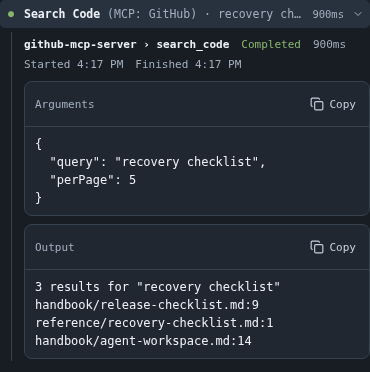 Search Code (MCP: GitHub) · recovery ch… 900ms
github-mcp-server › search_code Completed 900ms
Started 4:17 PM Finished 4:17 PM
Arguments Copy
{
  "query": "recovery checklist",
  "perPage": 5
}
Output Copy
3 results for "recovery checklist"
handbook/release-checklist.md:9
reference/recovery-checklist.md:1
handbook/agent-workspace.md:14